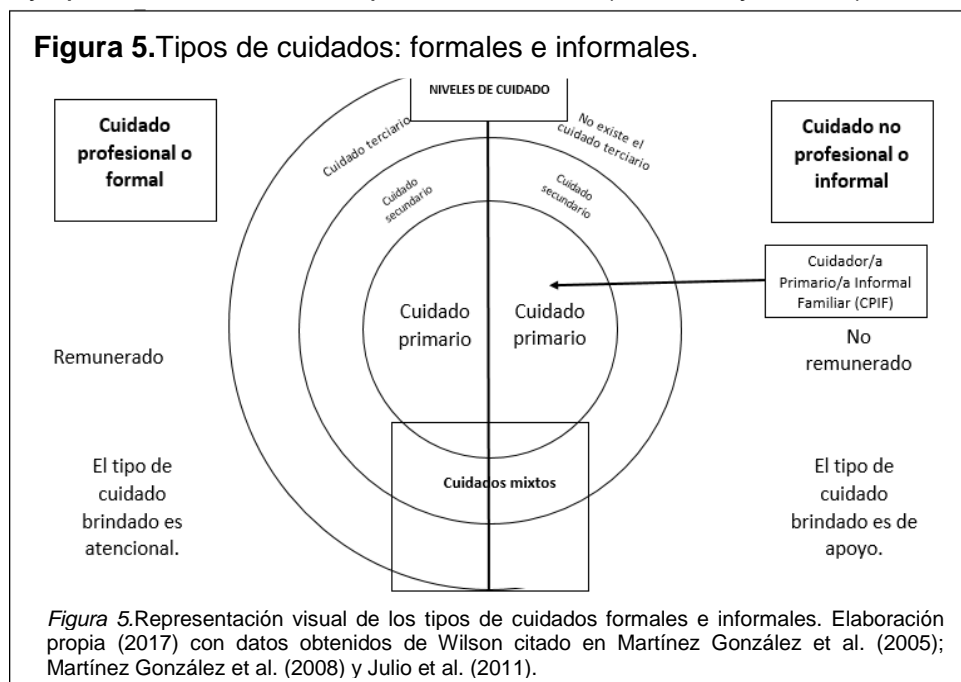 Figura 5.Tipos de cuidados: formales e informales.
NIVELES DE CUIDADO
Cuidado
profesional o
formal
Cuidado terciario
No existe el
cuidado terciario
Cuidado no
profesional o
informal
Cuidado
secundario
Cuidado
secundario
Cuidador/a
Primario/a Informal
Familiar (CPIF)
Cuidado
primario
Cuidado
primario
Remunerado
No
remunerado
El tipo de
cuidado
brindado es
atencional.
Cuidados mixtos
El tipo de
cuidado
brindado es de
apoyo.
Figura 5.Representación visual de los tipos de cuidados formales e informales. Elaboración
propia (2017) con datos obtenidos de Wilson citado en Martínez González et al. (2005);
Martínez González et al. (2008) y Julio et al. (2011).